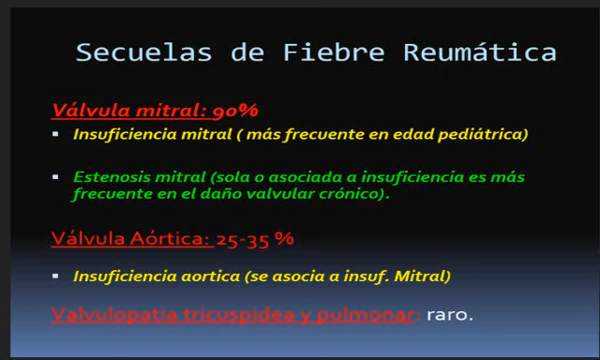 Secuelas de Fiebre Reumática
Válvula mitral: 90%
▪ Insuficiencia mitral ( más frecuente en edad pediátrica)
▪ Estenosis mitral (sola o asociada a insuficiencia es más
frecuente en el daño valvular crónico).
Válvula Aórtica: 25-35 %
▪ Insuficiencia aortica (se asocia a insuf. Mitral)
Valvulopatía tricuspidea y pulmonar: raro.